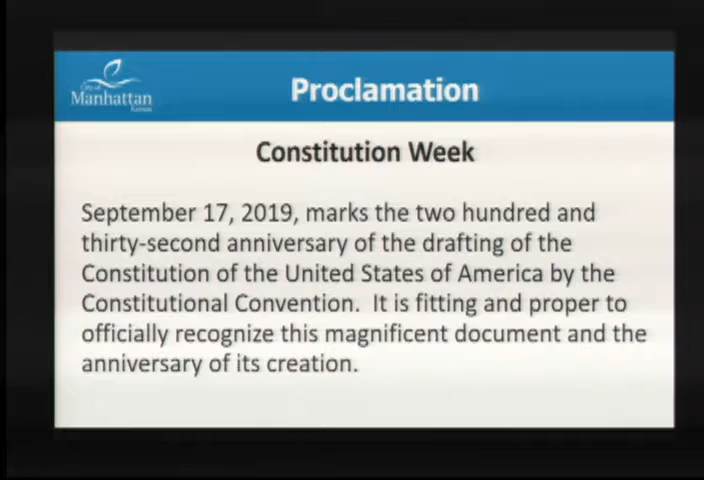 City of
Manhattan
Kansas
Proclamation
Constitution Week
September 17, 2019, marks the two hundred and
thirty-second anniversary of the drafting of the
Constitution of the United States of America by the
Constitutional Convention.  It is fitting and proper to
officially recognize this magnificent document and the
anniversary of its creation.